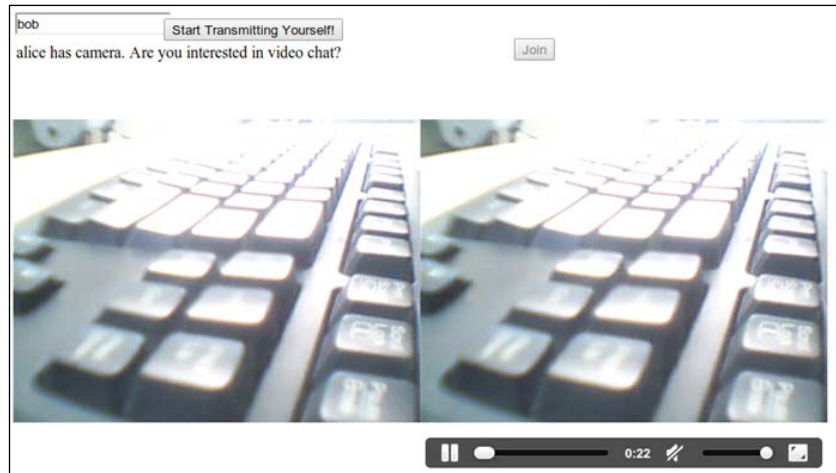 bob
Start Transmitting Yourself!
alice has camera. Are you interested in video chat?
Join
0:22